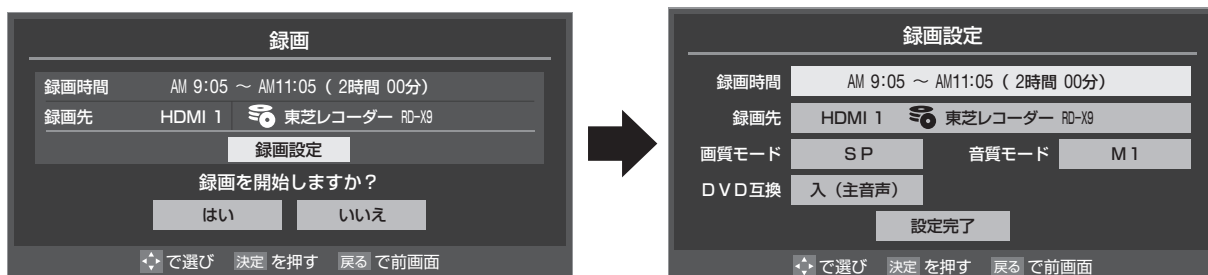 録画
録画時間 AM 9:05 ~ AM11:05 ( 2時間 00分)
録画先 HDMI 1 東芝レコーダー RD-X9
録画設定
録画を開始しますか?
はい いいえ
で選び 決定 を押す 戻る で前画面
録画設定
録画時間 AM 9:05 ~ AM11:05 ( 2時間 00分)
録画先 HDMI 1 東芝レコーダー RD-X9
画質モード SP 音質モード M1
DVD互換 入(主音声)
設定完了
で選び 決定 を押す 戻る で前画面